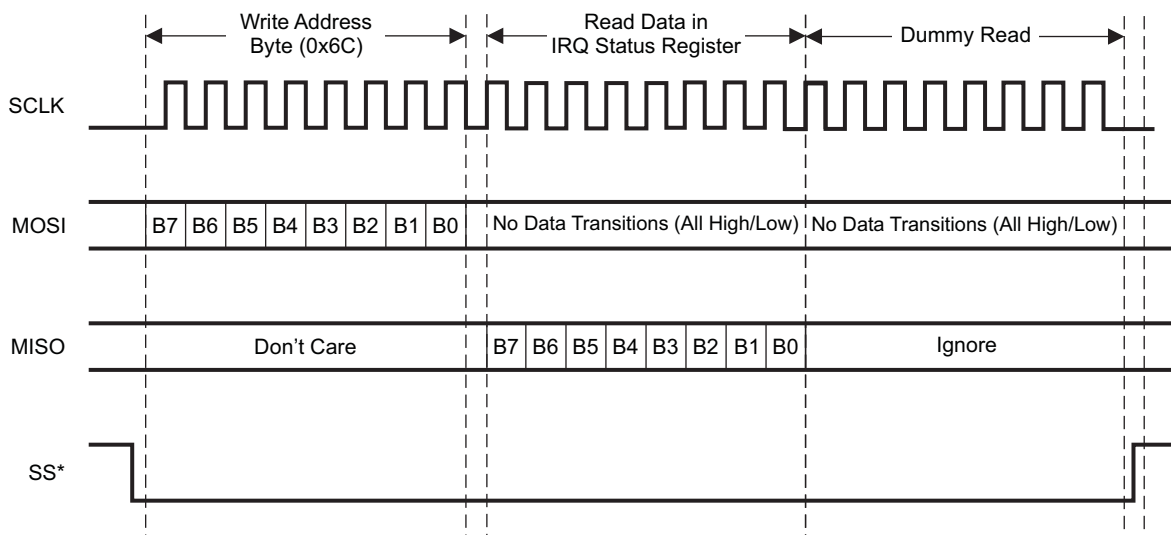 Write Address
Byte (0x6C)
Read Data in
IRQ Status Register
Dummy Read
SCLK
MOSI
B7 B6 B5 B4 B3 B2 B1 B0
No Data Transitions (All High/Low)
No Data Transitions (All High/Low)
MISO
Don't Care
B7 B6 B5 B4 B3 B2 B1 B0
Ignore
SS*